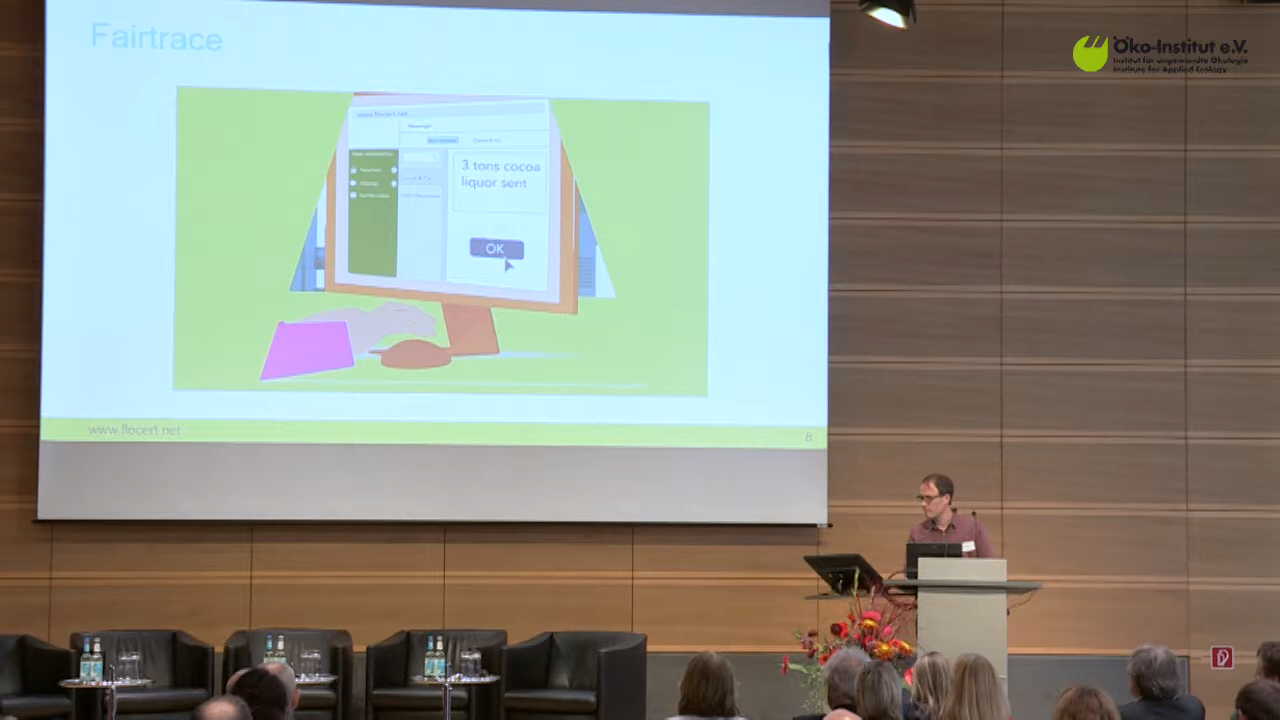 Fairtrace
Öko-Institut e.V.
Institut für angewandte Ökologie
Institute for Applied Ecology
3 tons cocoa
liquor sent
OK
www.flocert.net
8